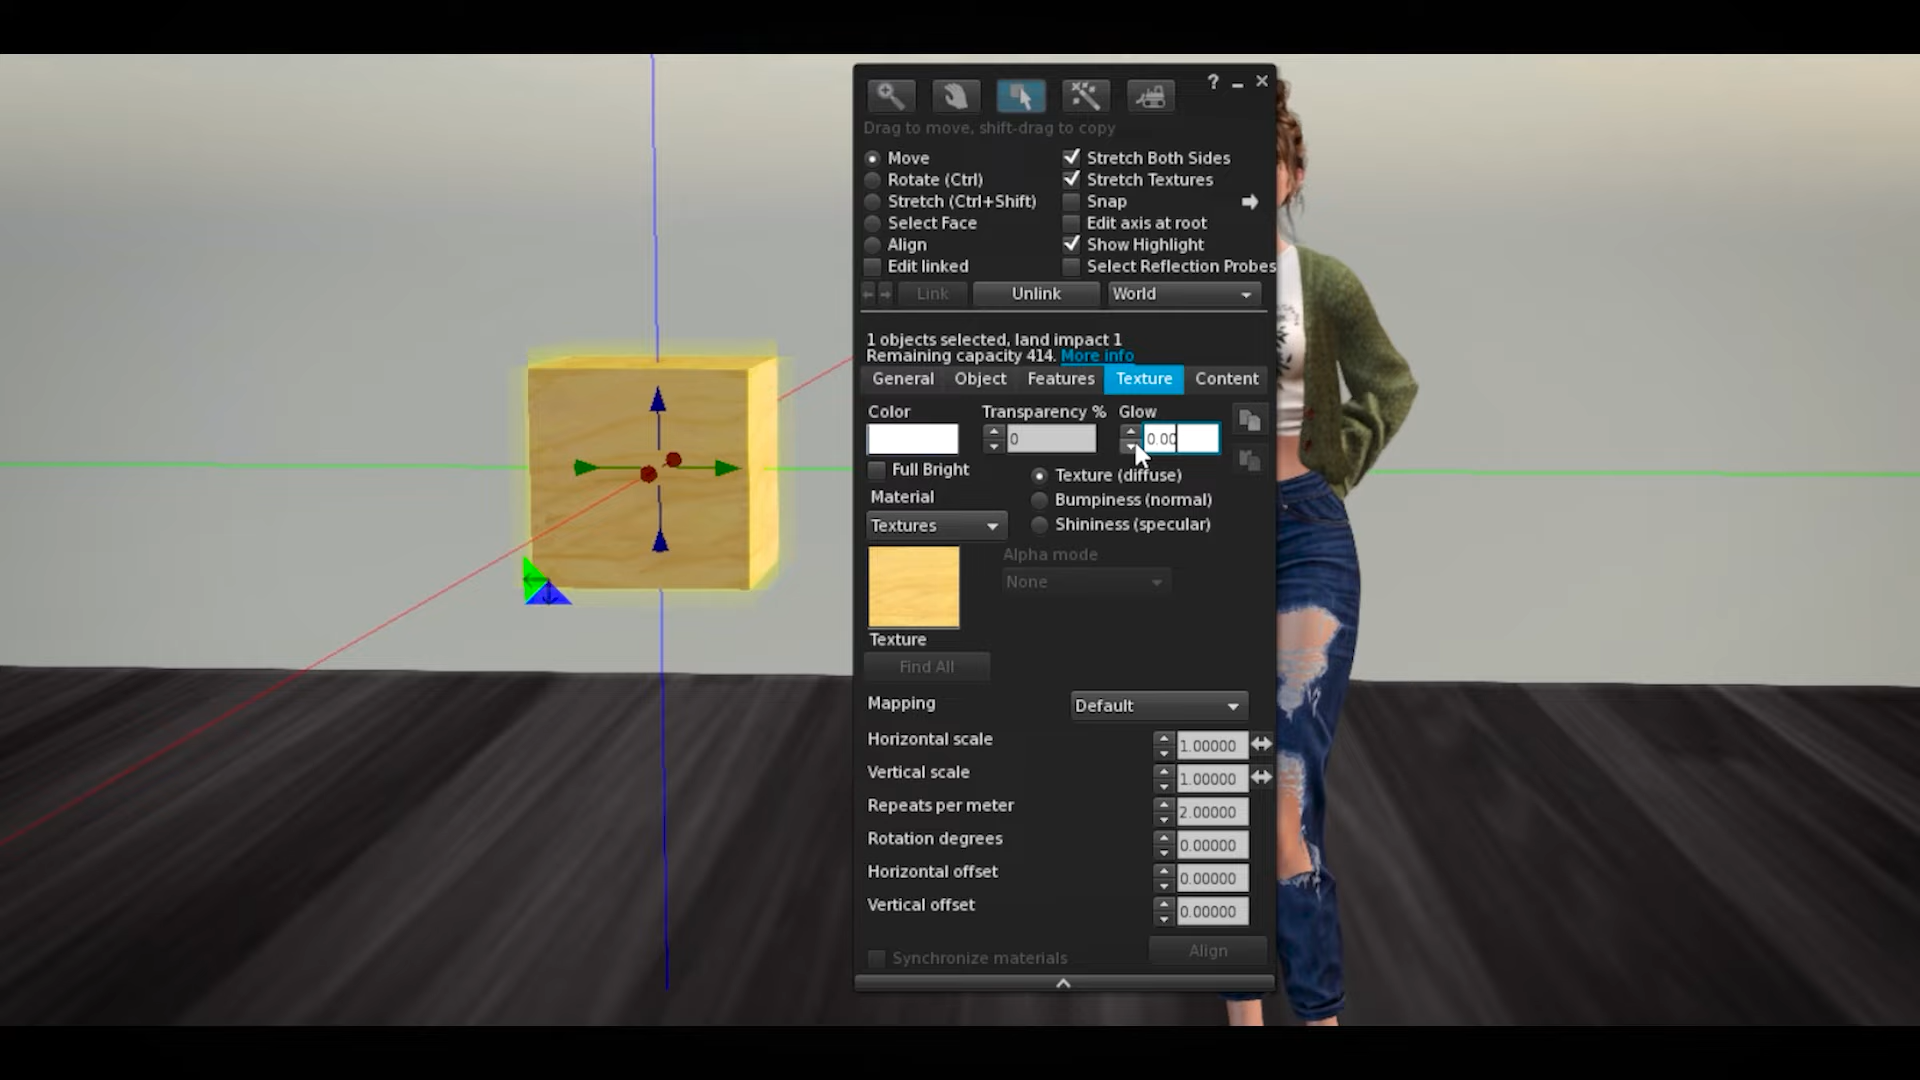 ?
Drag to move, shift-drag to copy
Move
Stretch Both Sides
Rotate (Ctrl)
Stretch Textures
Stretch (Ctrl+Shift)
Snap
Select Face
Edit axis at root
Align
Show Highlight
Edit linked
Select Reflection Probes
Link
Unlink
World
1 objects selected, land impact 1
Remaining capacity 414. More info
General Object Features Texture Content
Color Transparency % Glow
0
0.00
Full Bright
Texture (diffuse)
Material
Bumpiness (normal)
Textures
Shininess (specular)
Alpha mode
None
Texture
Find All
Mapping
Default
Horizontal scale
1.00000
Vertical scale
1.00000
Repeats per meter
2.00000
Rotation degrees
0.00000
Horizontal offset
0.00000
Vertical offset
0.00000
Synchronize materials
Align